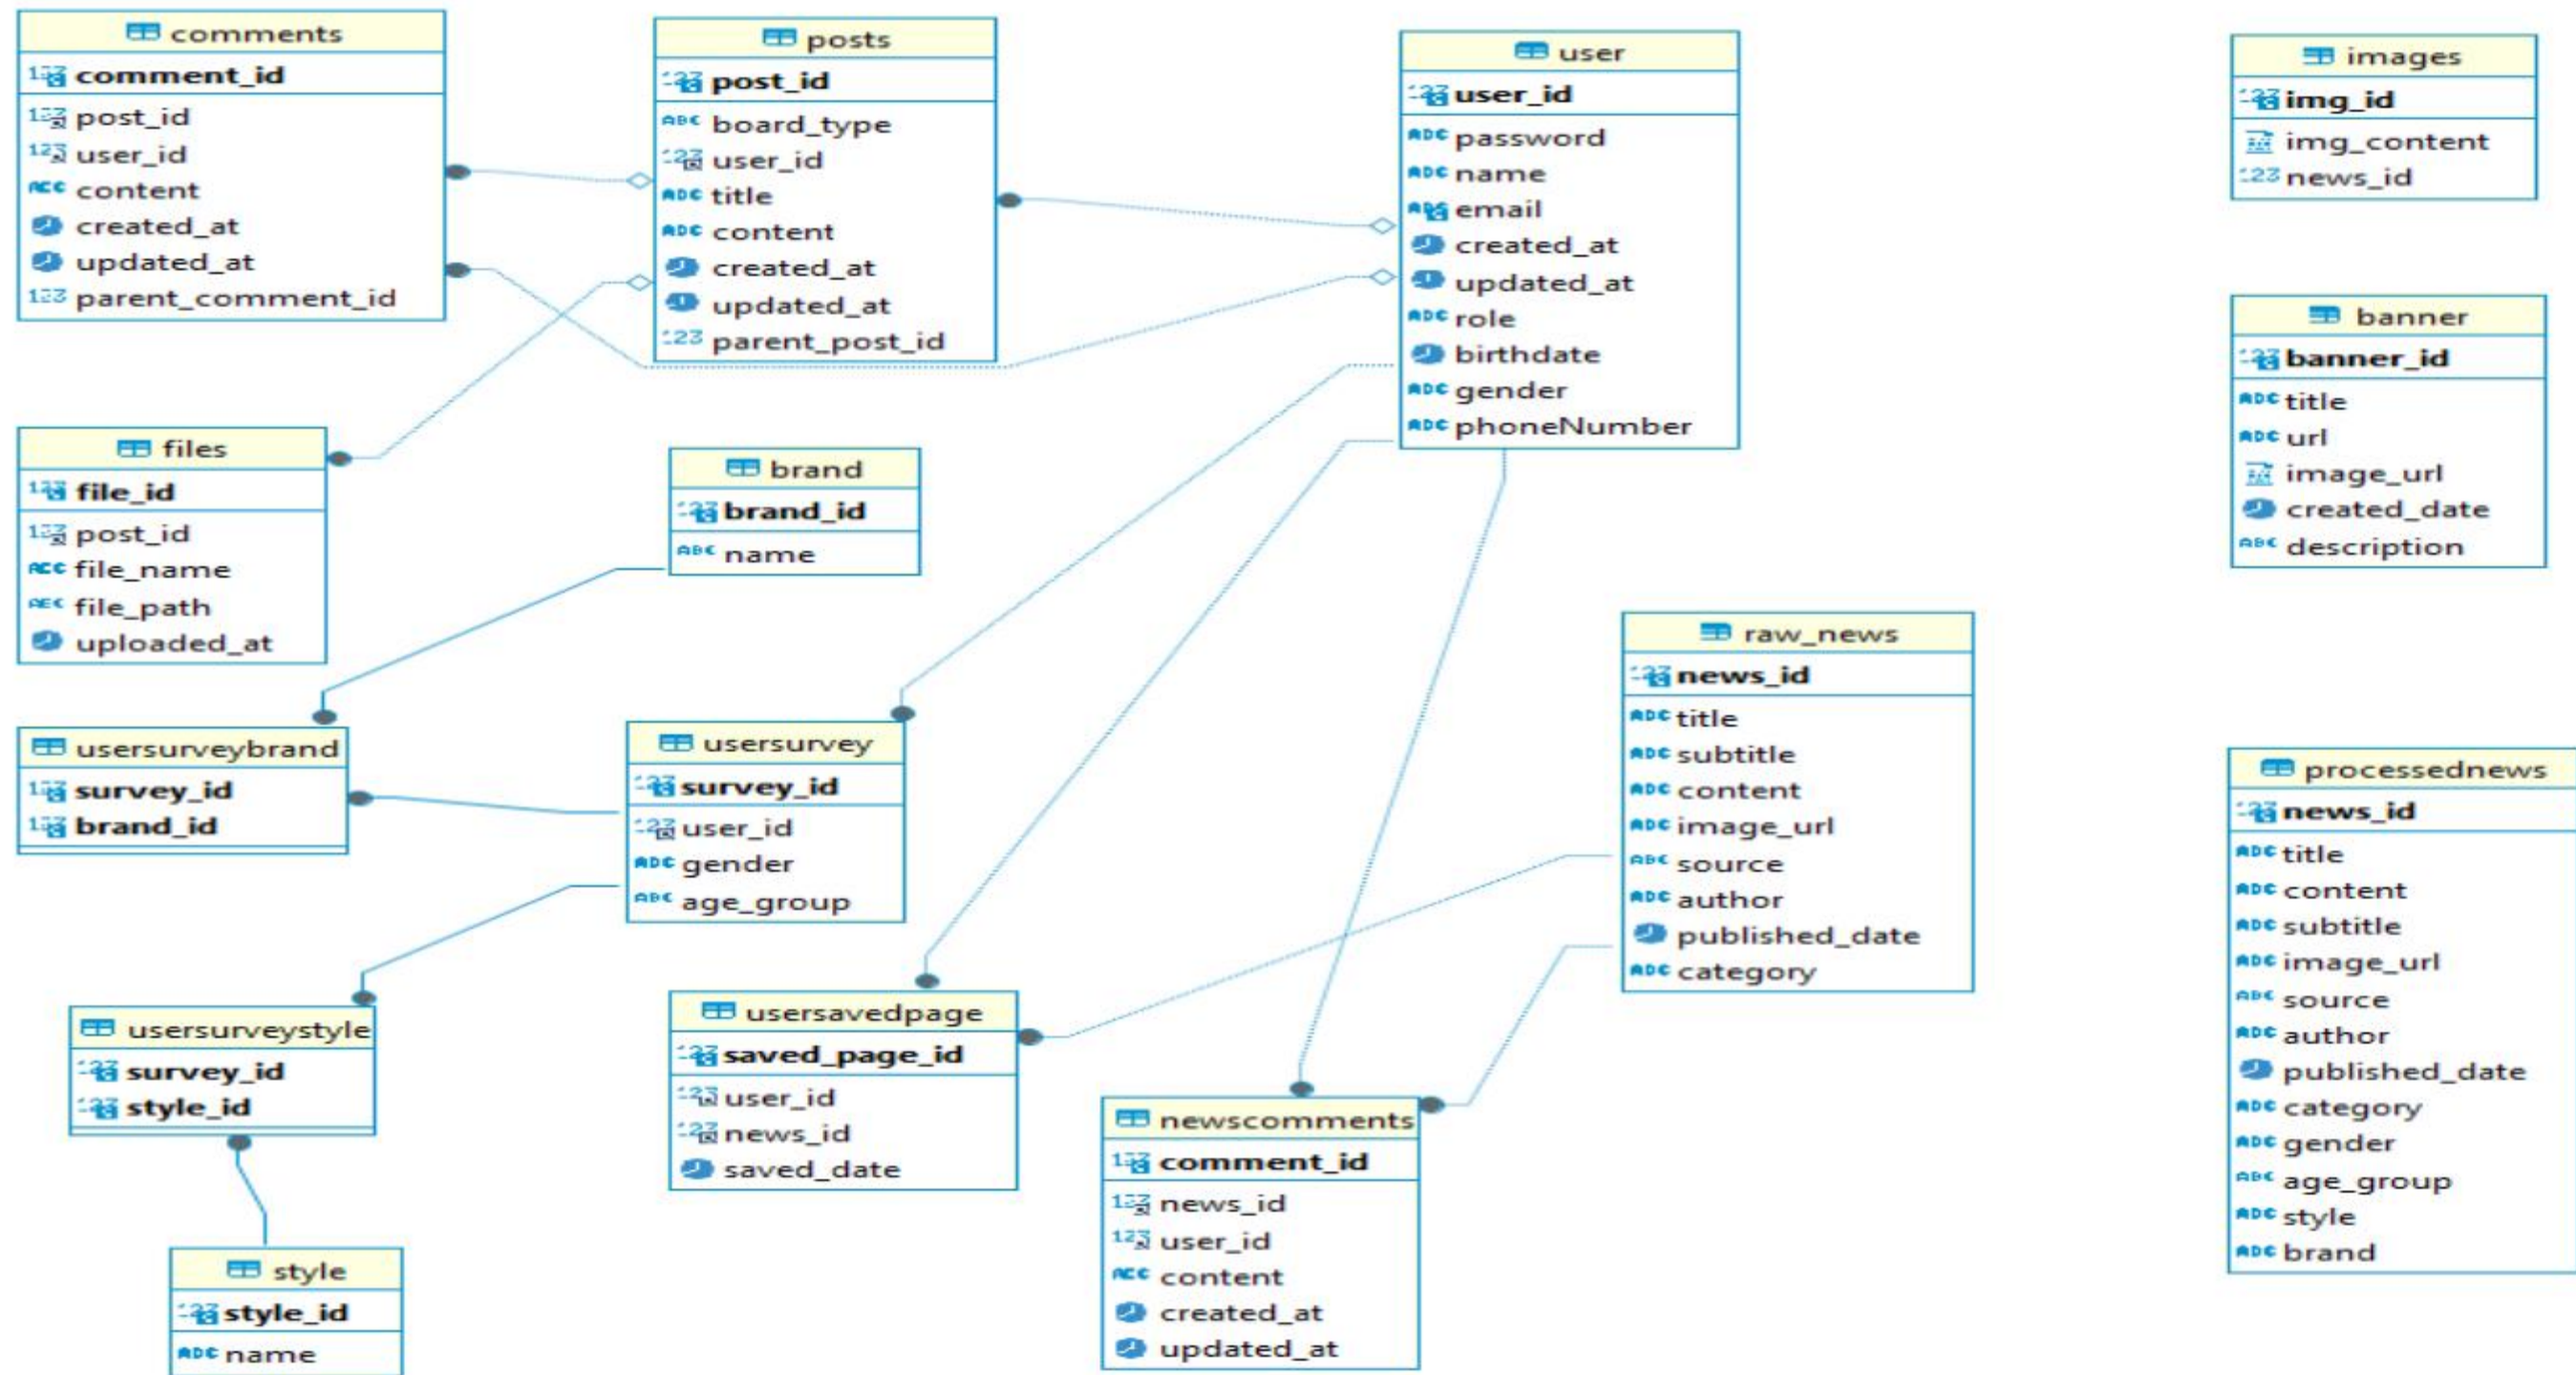 comments
comment_id
post_id
user_id
content
created_at
updated_at
parent_comment_id
posts
post_id
board_type
user_id
title
content
created_at
updated_at
parent_post_id
user
user_id
password
name
email
created_at
updated_at
role
birthdate
gender
phoneNumber
images
img_id
img_content
news_id
banner
banner_id
title
url
image_url
created_date
description
files
file_id
post_id
file_name
file_path
uploaded_at
brand
brand_id
name
raw_news
news_id
title
subtitle
content
image_url
source
author
published_date
category
usersurveybrand
survey_id
brand_id
usersurvey
survey_id
user_id
gender
age_group
processednews
news_id
title
content
subtitle
image_url
source
author
published_date
category
gender
age_group
style
brand
usersurveystyle
survey_id
style_id
usersavedpage
saved_page_id
user_id
news_id
saved_date
newscomments
comment_id
news_id
user_id
content
created_at
updated_at
style
style_id
name